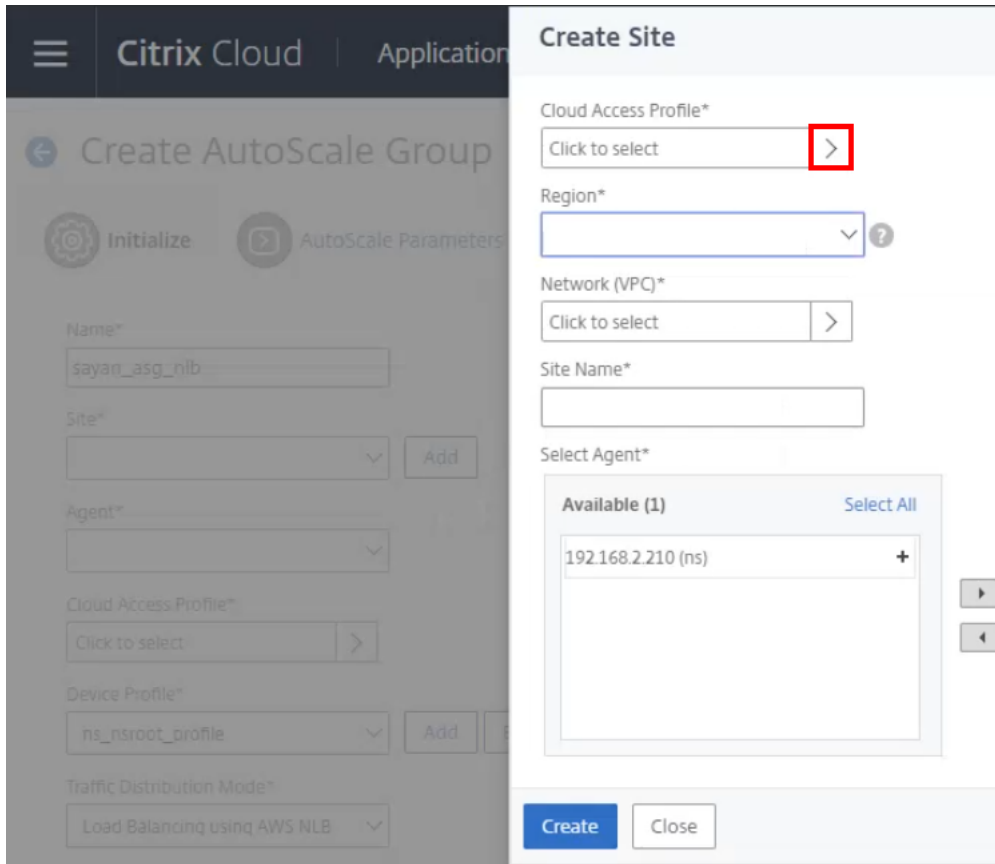 Citrix Cloud
Application
Create AutoScale Group
Initialize
AutoScale Parameters
Name*
sayan_asg_nlb
Site*
Add
Agent*
Cloud Access Profile*
Click to select
Device Profile*
ns_nsroot_profile
Add
Traffic Distribution Mode*
Load Balancing using AWS NLB
Create Site
Cloud Access Profile*
Click to select
Region*
?
Network (VPC)*
Click to select
Site Name*
Select Agent*
Available (1)
Select All
192.168.2.210 (ns)
+
Create
Close